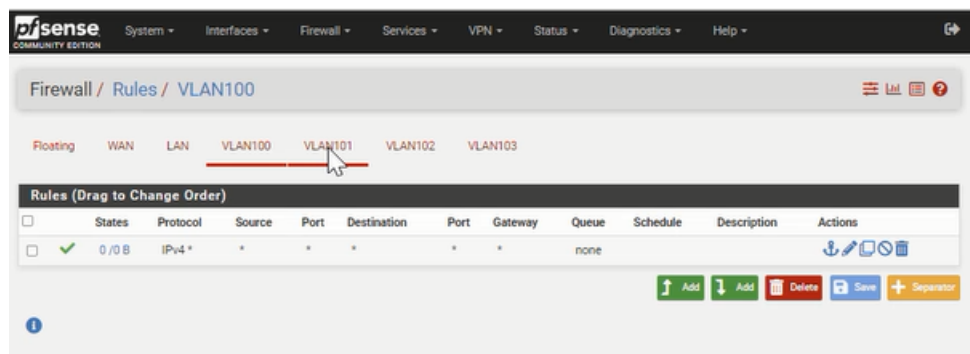 pfsense System Interfaces Firewall Services VPN Status Diagnostics Help
COMMUNITY EDITION
Firewall / Rules / VLAN100
Floating WAN LAN VLAN100 VLAN101 VLAN102 VLAN103
Rules (Drag to Change Order)
States Protocol Source Port Destination Port Gateway Queue Schedule Description Actions
0 /0 B IPv4 * * * * * * none
Add Add Delete Save Separator